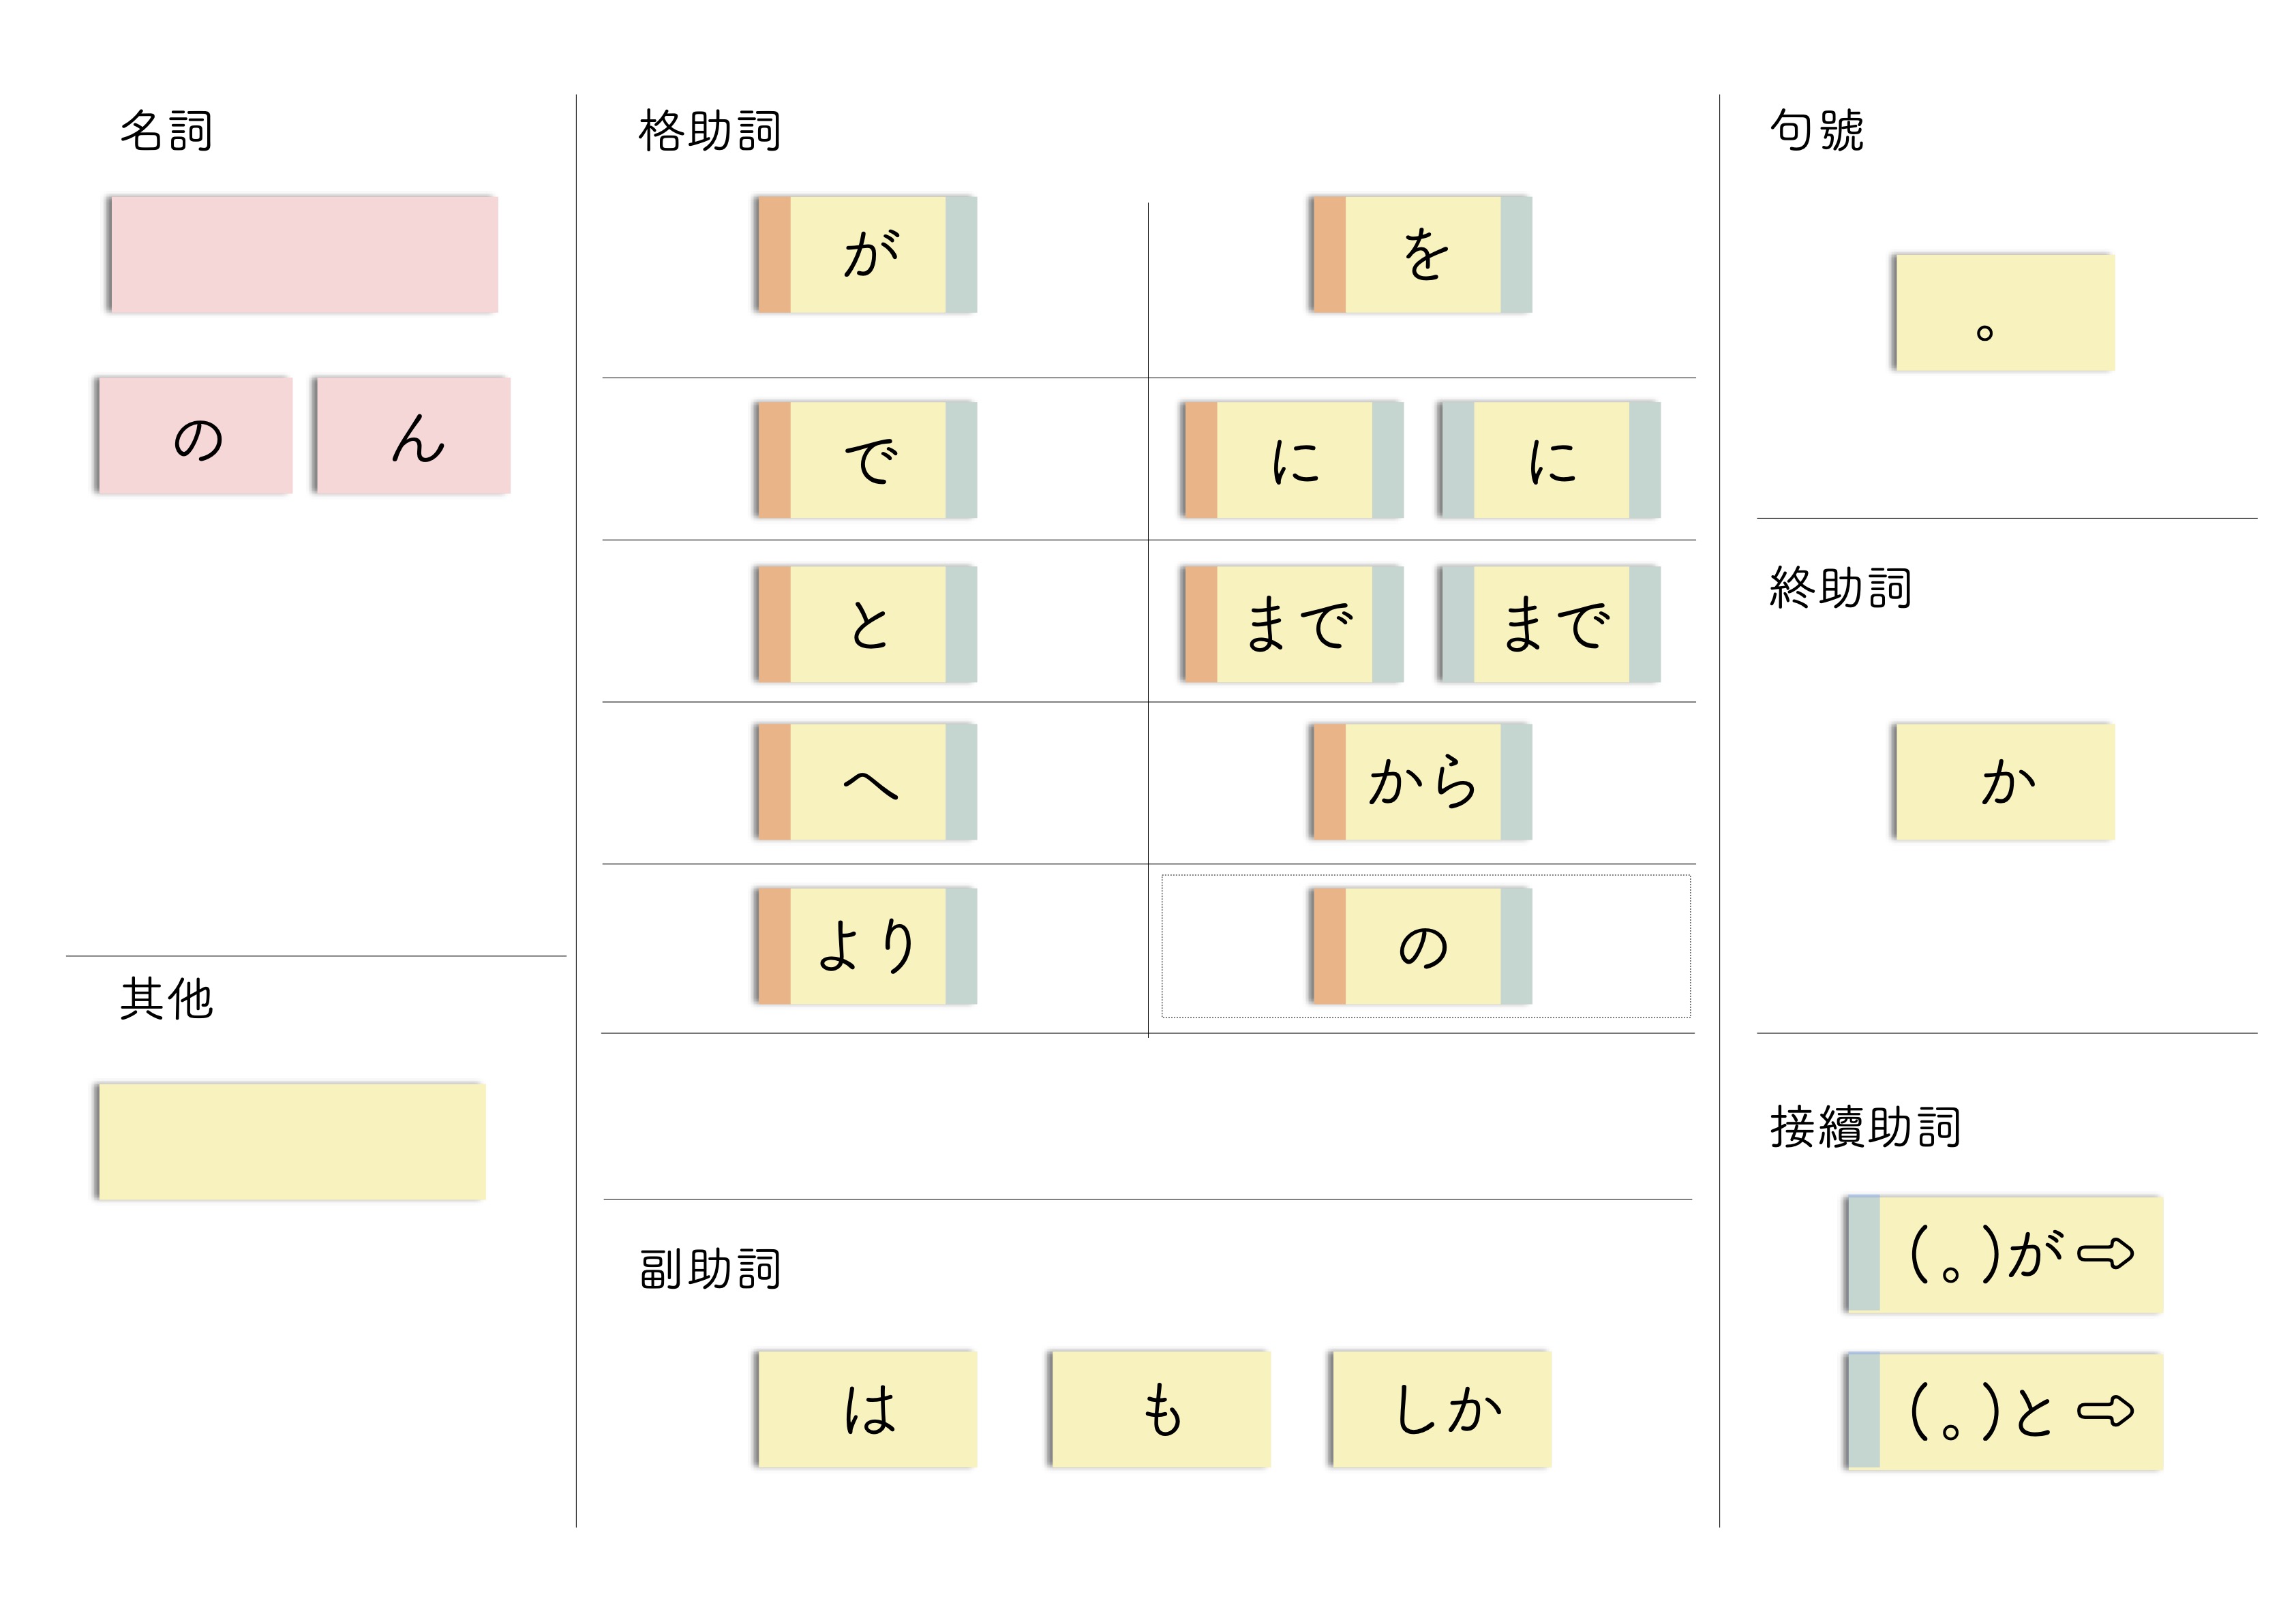 名詞
の ん
其他
格助詞
が を
で に に
と まで まで
へ から
より の
副助詞
は も しか
句號
。
終助詞
か
接續助詞
(。)が⇨
(。)と⇨